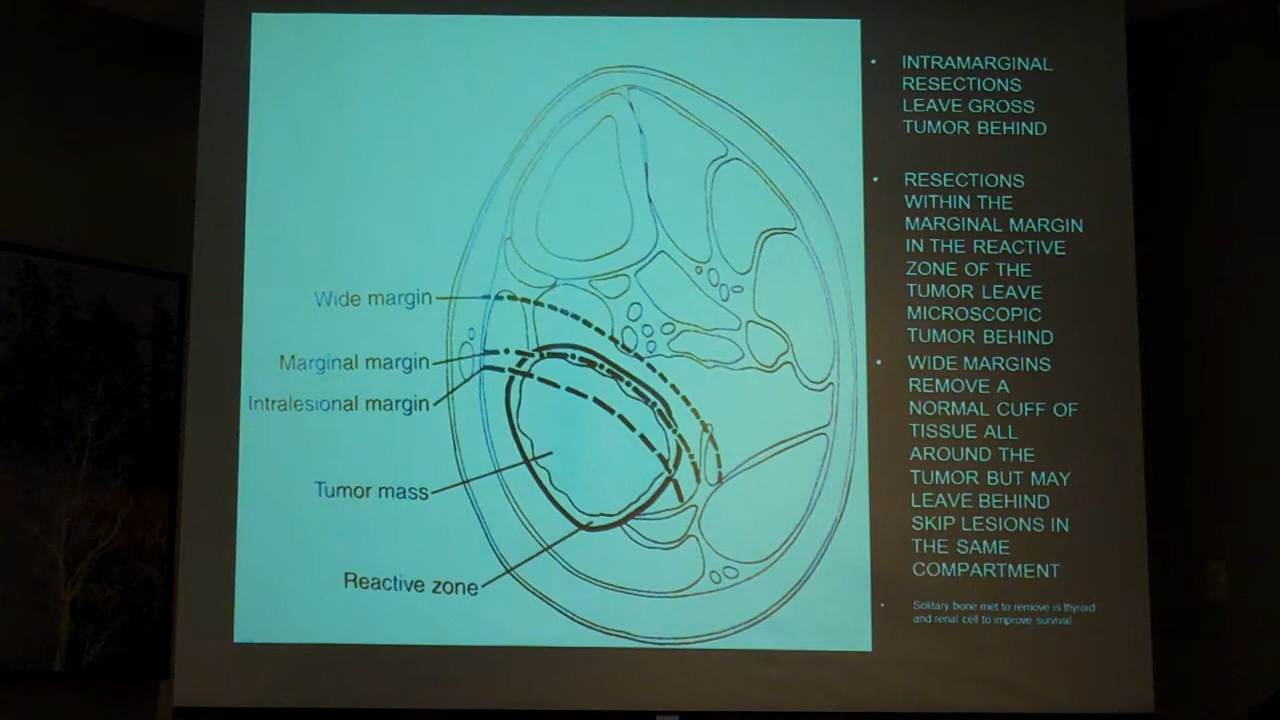 Wide margin
Marginal margin
Intralesional margin
Tumor mass
Reactive zone
• INTRAMARGINAL
RESECTIONS
LEAVE GROSS
TUMOR BEHIND
• RESECTIONS
WITHIN THE
MARGINAL MARGIN
IN THE REACTIVE
ZONE OF THE
TUMOR LEAVE
MICROSCOPIC
TUMOR BEHIND
• WIDE MARGINS
REMOVE A
NORMAL CUFF OF
TISSUE ALL
AROUND THE
TUMOR BUT MAY
LEAVE BEHIND
SKIP LESIONS IN
THE SAME
COMPARTMENT
• Solitary bone met to remove is thyroid
and renal cell to improve survival